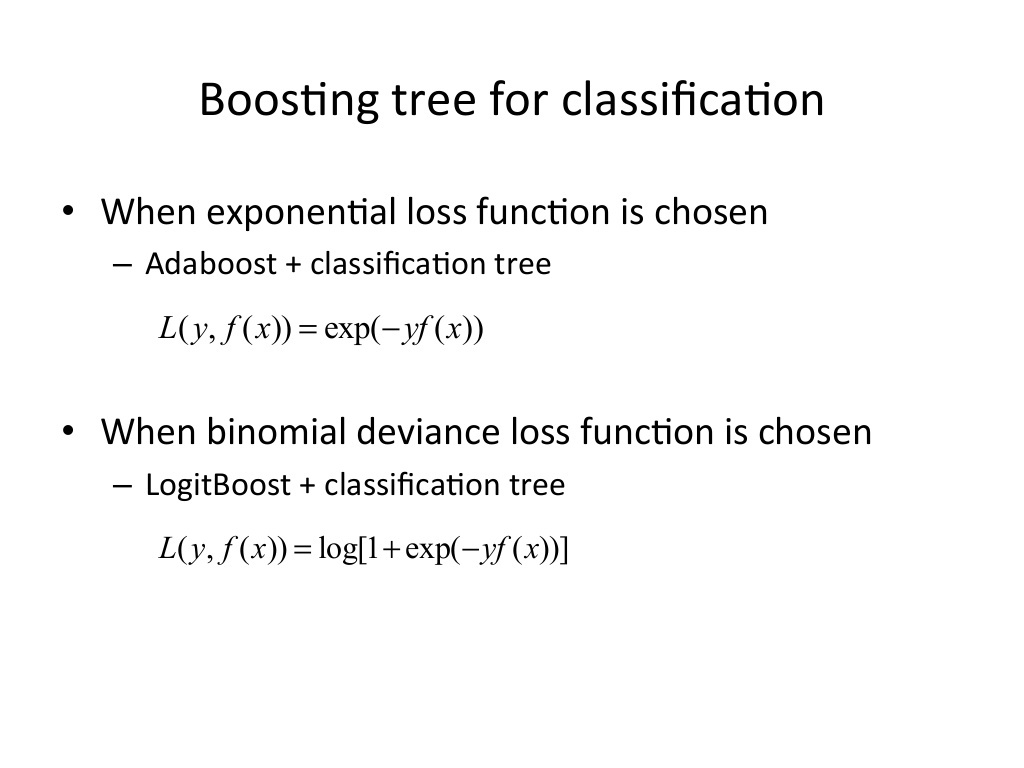 Boosting tree for classification
• When exponential loss function is chosen
– Adaboost + classification tree
L(y, f(x)) = exp(−yf(x))
• When binomial deviance loss function is chosen
– LogitBoost + classification tree
L(y, f(x)) = log[1+exp(−yf(x))]